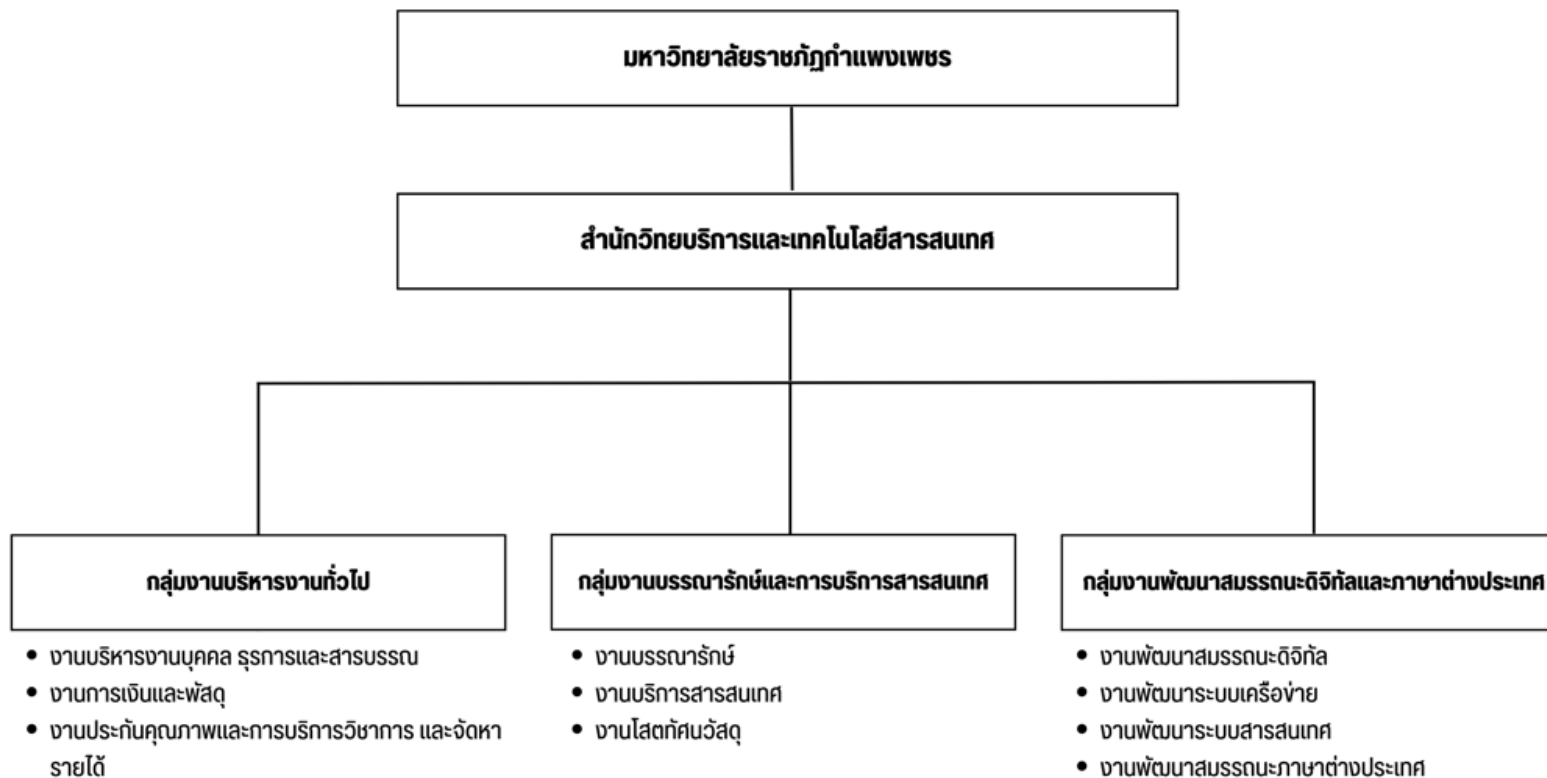 มหาวิทยาลัยราชภัฏกำแพงเพชร
สำนักวิทยบริการและเทคโนโลยีสารสนเทศ
กลุ่มงานบริหารงานทั่วไป
• งานบริหารงานบุคคล ธุรการและสารบรรณ
• งานการเงินและพัสดุ
• งานประกันคุณภาพและการบริการวิชาการ และจัดหา
รายได้
กลุ่มงานบรรณารักษ์และการบริการสารสนเทศ
• งานบรรณารักษ์
• งานบริการสารสนเทศ
• งานโสตทัศนวัสดุ
กลุ่มงานพัฒนาสมรรถนะดิจิทัลและภาษาต่างประเทศ
• งานพัฒนาสมรรถนะดิจิทัล
• งานพัฒนาระบบเครือข่าย
• งานพัฒนาระบบสารสนเทศ
• งานพัฒนาสมรรถนะภาษาต่างประเทศ